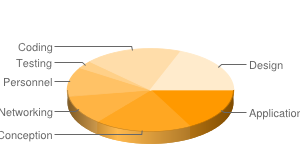 Coding
Testing
Personnel
Networking
Conception
Design
Application